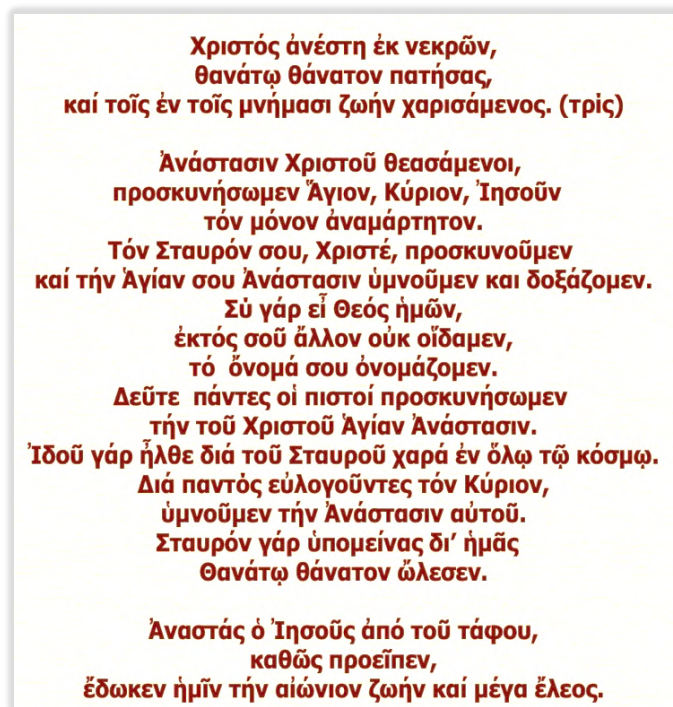 Χριστός ἀνέστη ἐκ νεκρῶν,
θανάτῳ θάνατον πατήσας,
καί τοῖς ἐν τοῖς μνήμασι ζωήν χαρισάμενος. (τρὶς)
Ἀνάστασιν Χριστοῦ θεασάμενοι,
προσκυνήσωμεν Ἅγιον, Κύριον, Ἰησοῦν
τόν μόνον ἀναμάρτητον.
Τόν Σταυρόν σου, Χριστέ, προσκυνοῦμεν
καί τήν Ἁγίαν σου Ἀνάστασιν ὑμνοῦμεν και δοξάζομεν.
Σὺ γάρ εἶ Θεός ἡμῶν,
ἐκτός σοῦ ἄλλον οὐκ οἴδαμεν,
τό ὄνομά σου ὀνομάζομεν.
Δεῦτε πάντες οἱ πιστοί προσκυνήσωμεν
τήν τοῦ Χριστοῦ Ἁγίαν Ἀνάστασιν.
Ἰδοῦ γάρ ἦλθε διά τοῦ Σταυροῦ χαρά ἐν ὅλῳ τῷ κόσμῳ.
Διά παντὸς εὐλογοῦντες τόν Κύριον,
ὑμνοῦμεν τήν Ἀνάστασιν αὐτοῦ.
Σταυρόν γάρ ὑπομείνας δι’ ἡμᾶς
Θανάτῳ θάνατον ὤλεσεν.
Ἀναστάς ὁ Ἰησοῦς ἀπό τοῦ τάφου,
καθῶς προεῖπεν,
ἔδωκεν ἡμῖν τήν αἰώνιον ζωήν καί μέγα ἔλεος.